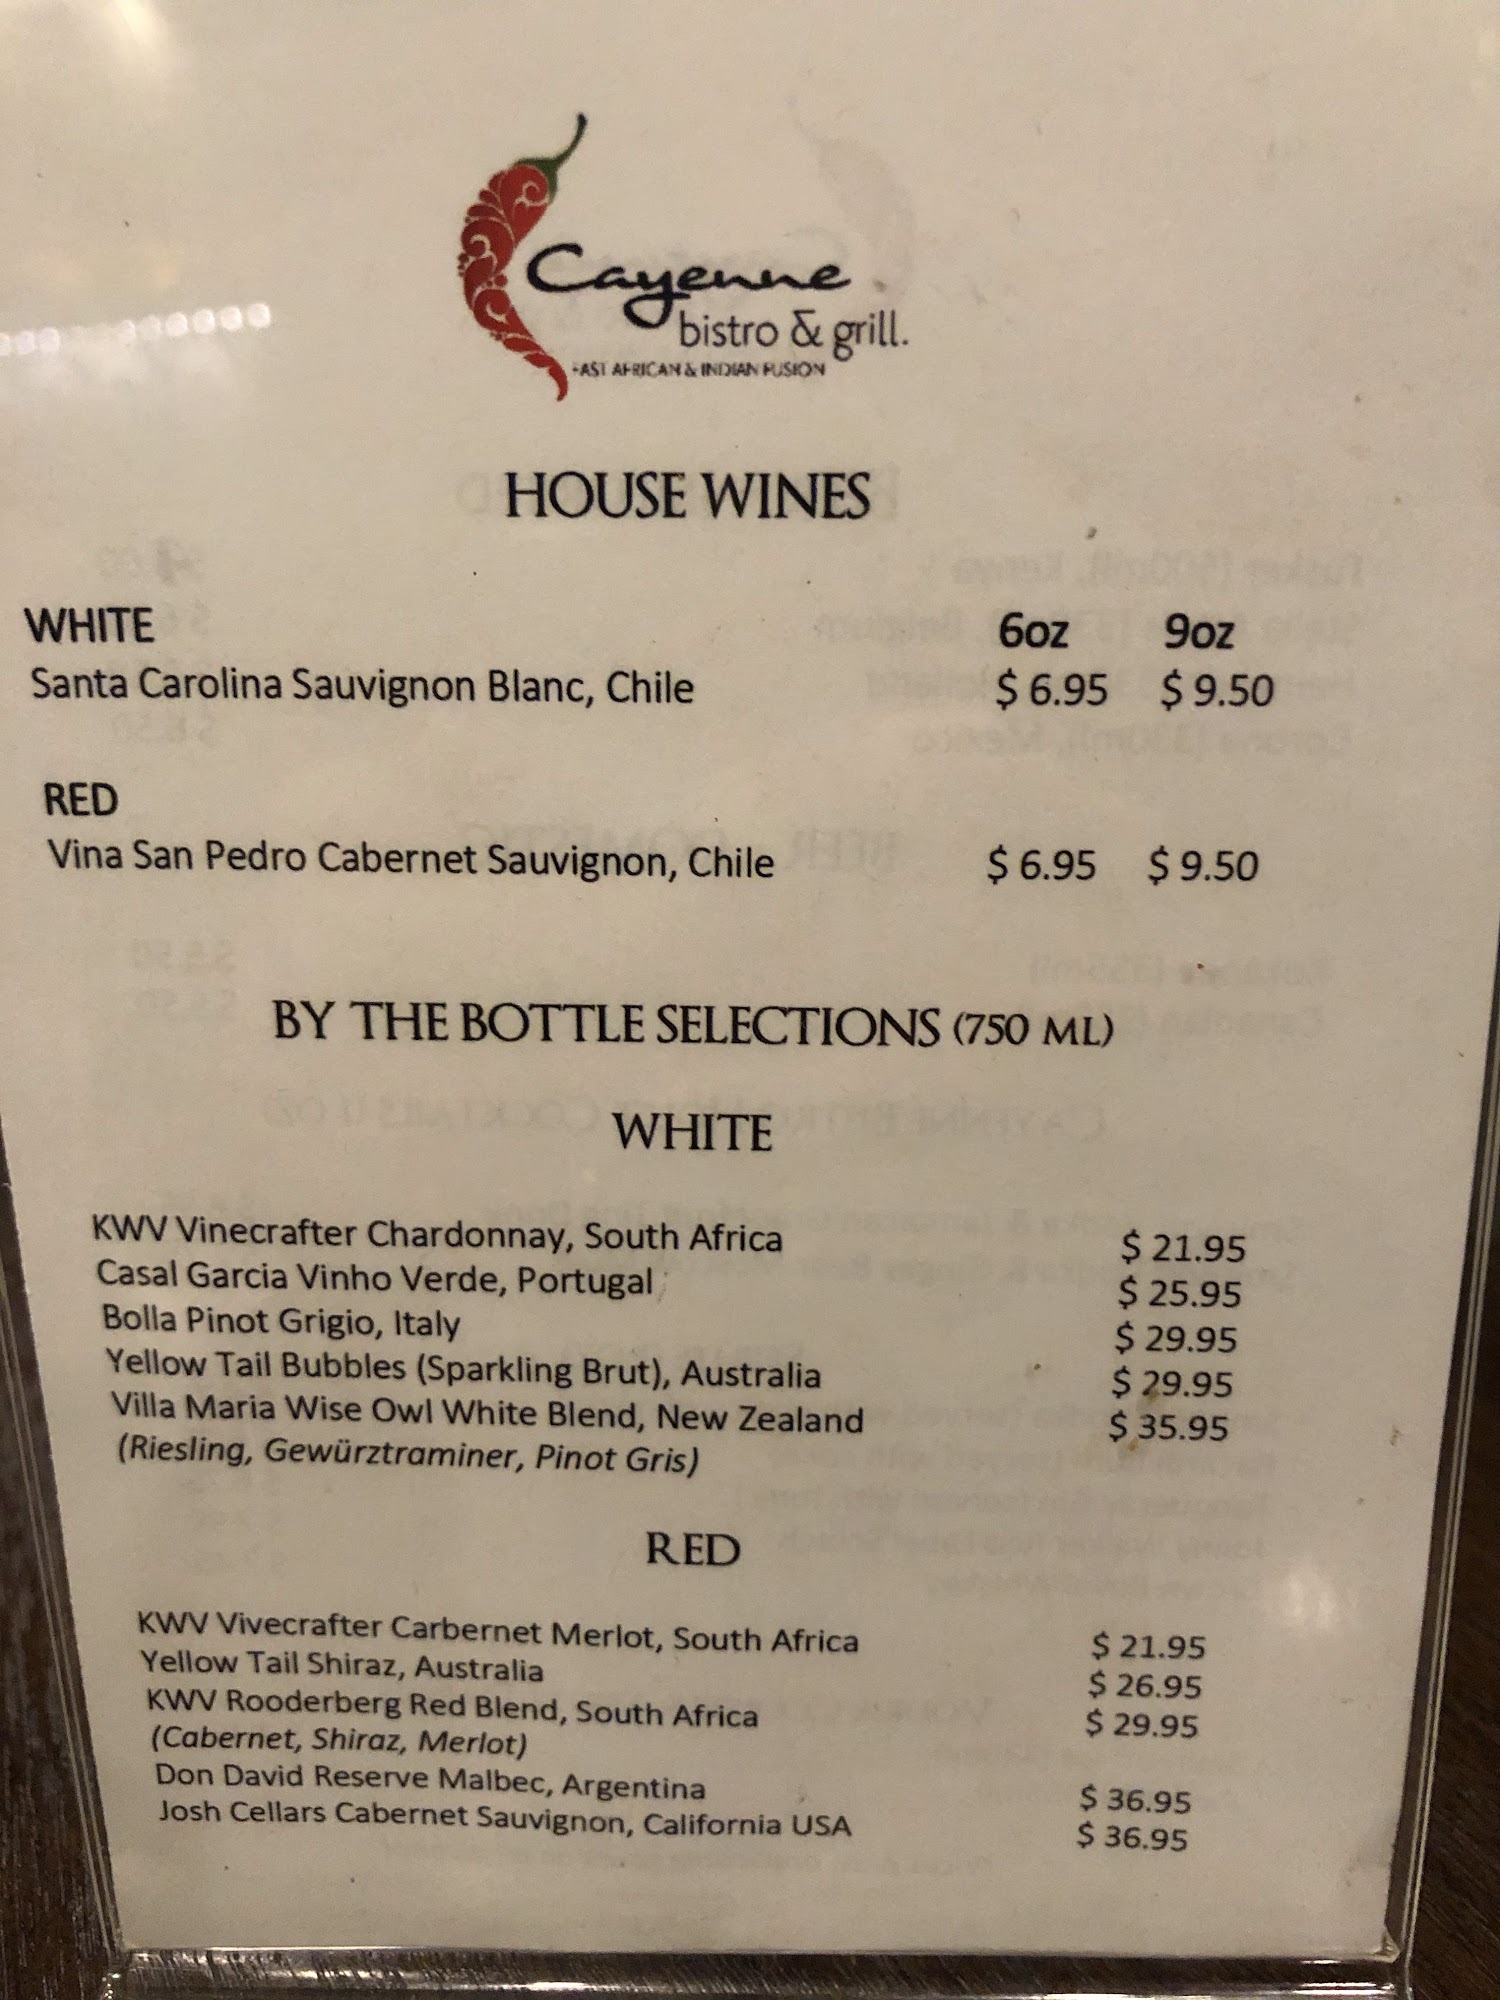 Cayenne
bistro & grill.
EAST AFRICAN & INDIAN FUSION
HOUSE WINES
WHITE 6oz 9oz
Santa Carolina Sauvignon Blanc, Chile $ 6.95 $ 9.50
RED
Vina San Pedro Cabernet Sauvignon, Chile $ 6.95 $ 9.50
BY THE BOTTLE SELECTIONS (750 ML)
WHITE
KWV Vinecrafter Chardonnay, South Africa $ 21.95
Casal Garcia Vinho Verde, Portugal $ 25.95
Bolla Pinot Grigio, Italy $ 29.95
Yellow Tail Bubbles (Sparkling Brut), Australia $ 29.95
Villa Maria Wise Owl White Blend, New Zealand $ 35.95
(Riesling, Gewürztraminer, Pinot Gris)
RED
KWV Vivecrafter Carbernet Merlot, South Africa $ 21.95
Yellow Tail Shiraz, Australia $ 26.95
KWV Rooderberg Red Blend, South Africa $ 29.95
(Cabernet, Shiraz, Merlot)
Don David Reserve Malbec, Argentina $ 36.95
Josh Cellars Cabernet Sauvignon, California USA $ 36.95